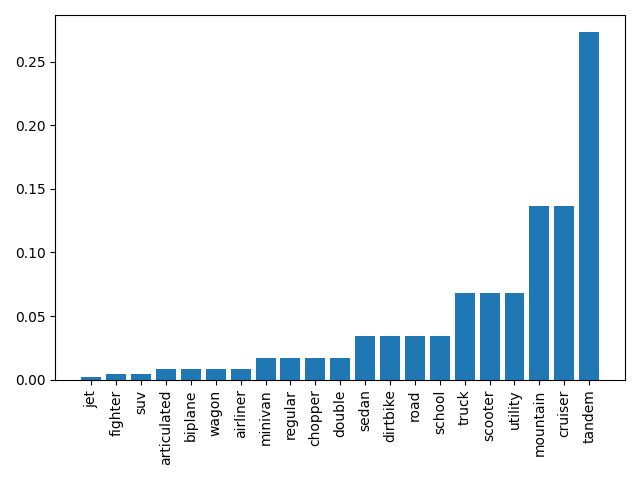 0.25
0.20
0.15
0.10
0.05
0.00
jet
fighter
suv
articulated
biplane
wagon
airliner
minivan
regular
chopper
double
sedan
dirtbike
road
school
truck
scooter
utility
mountain
cruiser
tandem